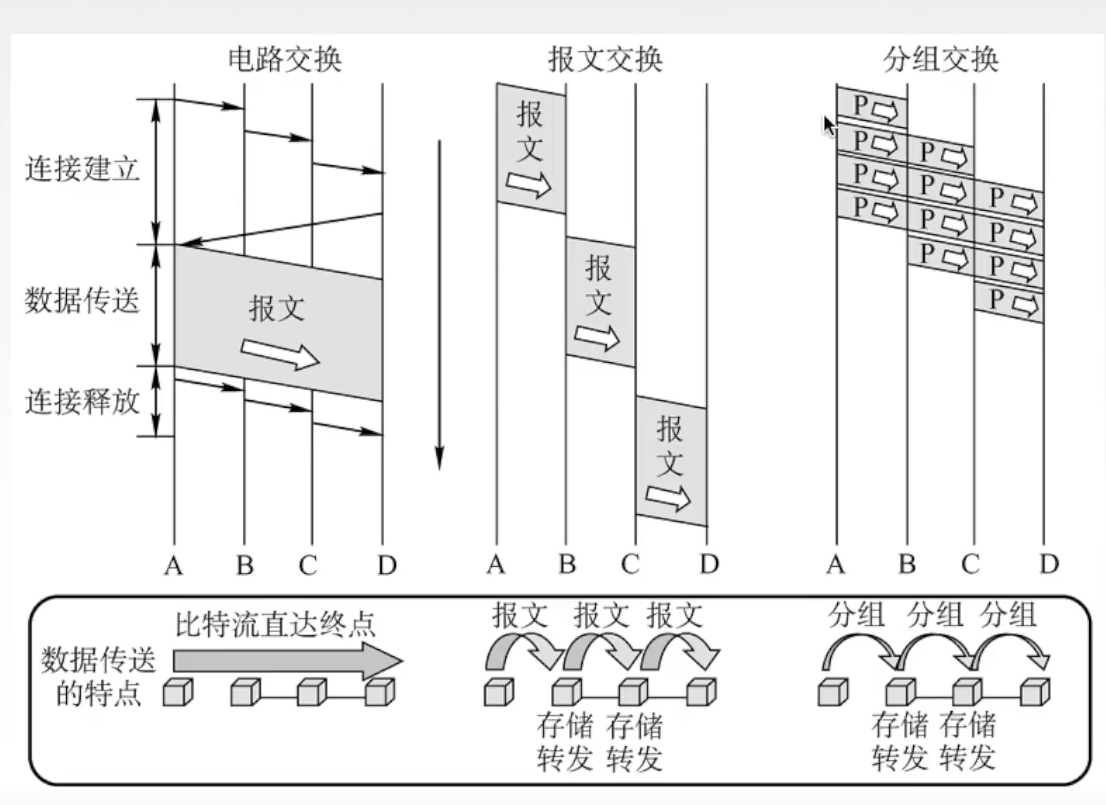 电路交换
报文交换
分组交换
连接建立
数据传送
连接释放
报文
报
文
报
文
报
文
P
P
P
P
P
P
P
P
P
P
P
P
A B C D
A B C D
A B C D
数据传送
的特点
比特流直达终点
报文 报文 报文
存储 存储
转发 转发
分组 分组 分组
存储 存储
转发 转发